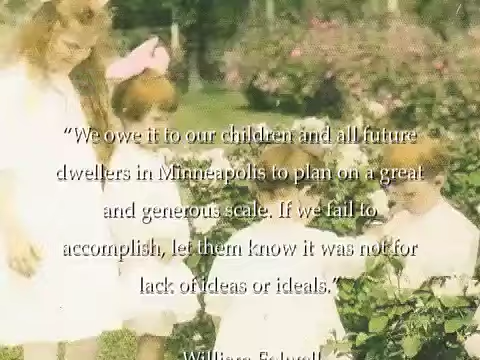 “We owe it to our children and all future
dwellers in Minneapolis to plan on a great
and generous scale. If we fail to
accomplish, let them know it was not for
lack of ideas or ideals.”
William Folwell